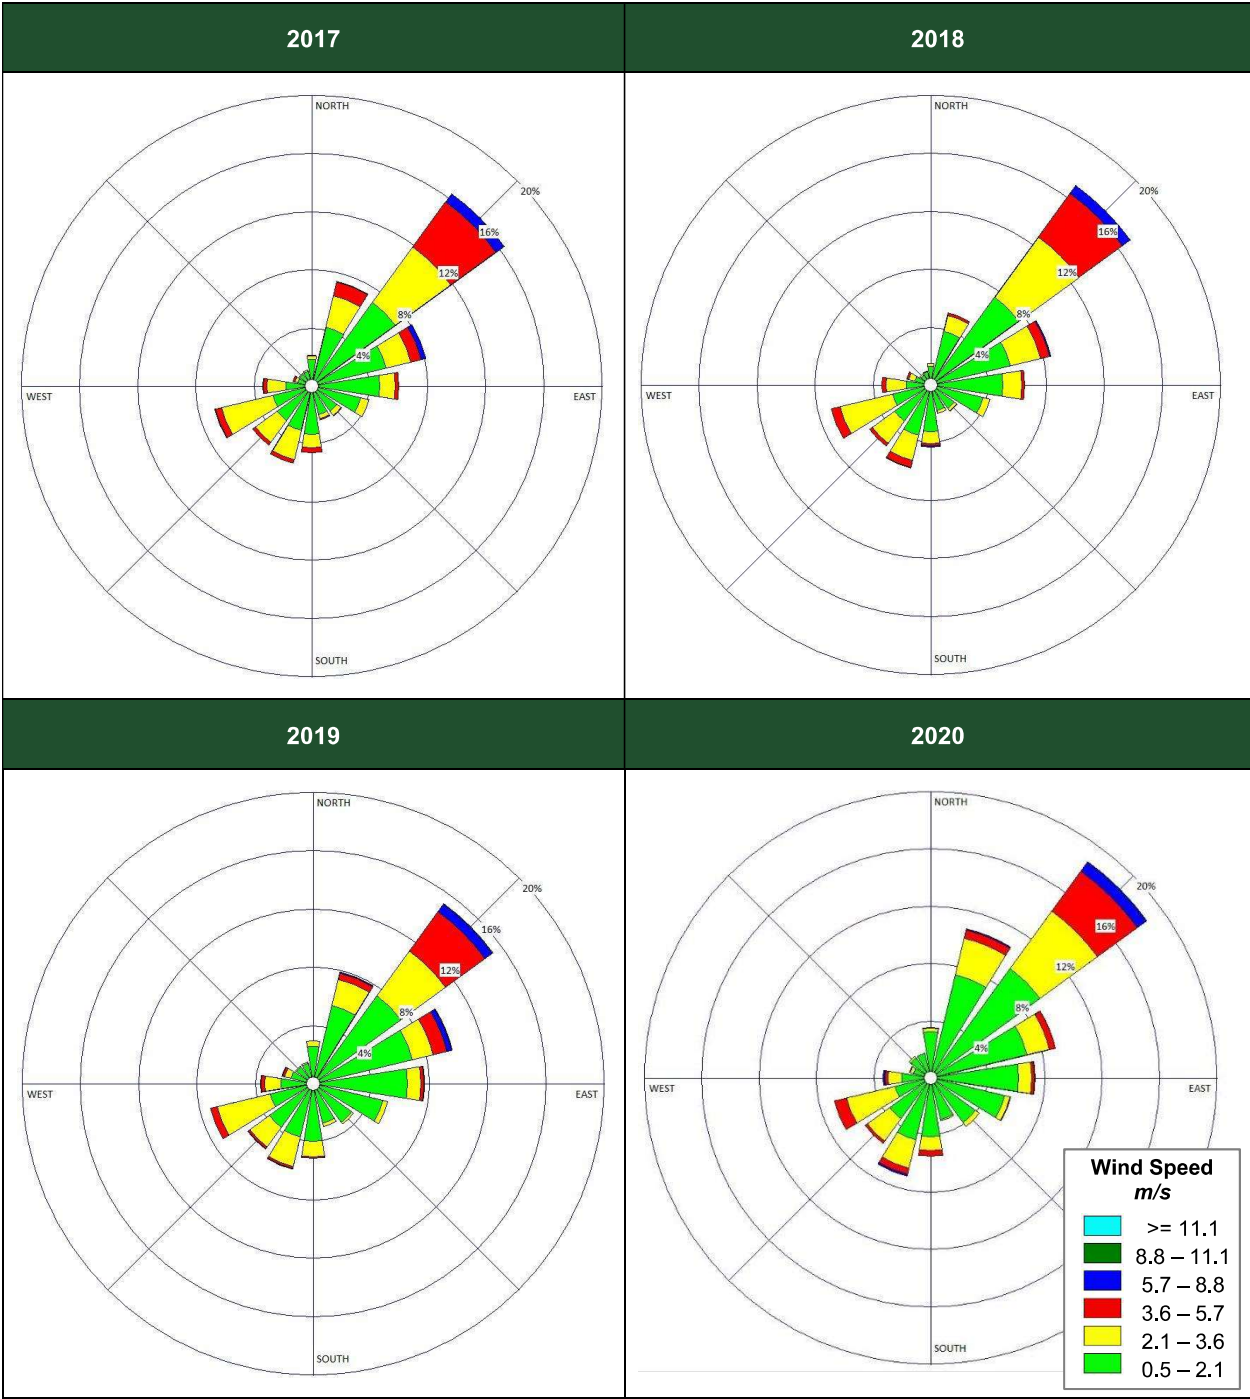 2017
2018
NORTH
20%
16%
12%
8%
4%
WEST
EAST
SOUTH
NORTH
20%
16%
12%
8%
4%
WEST
EAST
SOUTH
2019
2020
NORTH
20%
16%
12%
8%
4%
WEST
EAST
SOUTH
NORTH
20%
16%
12%
8%
4%
WEST
EAST
SOUTH
Wind Speed
m/s
>= 11.1
8.8 – 11.1
5.7 – 8.8
3.6 – 5.7
2.1 – 3.6
0.5 – 2.1